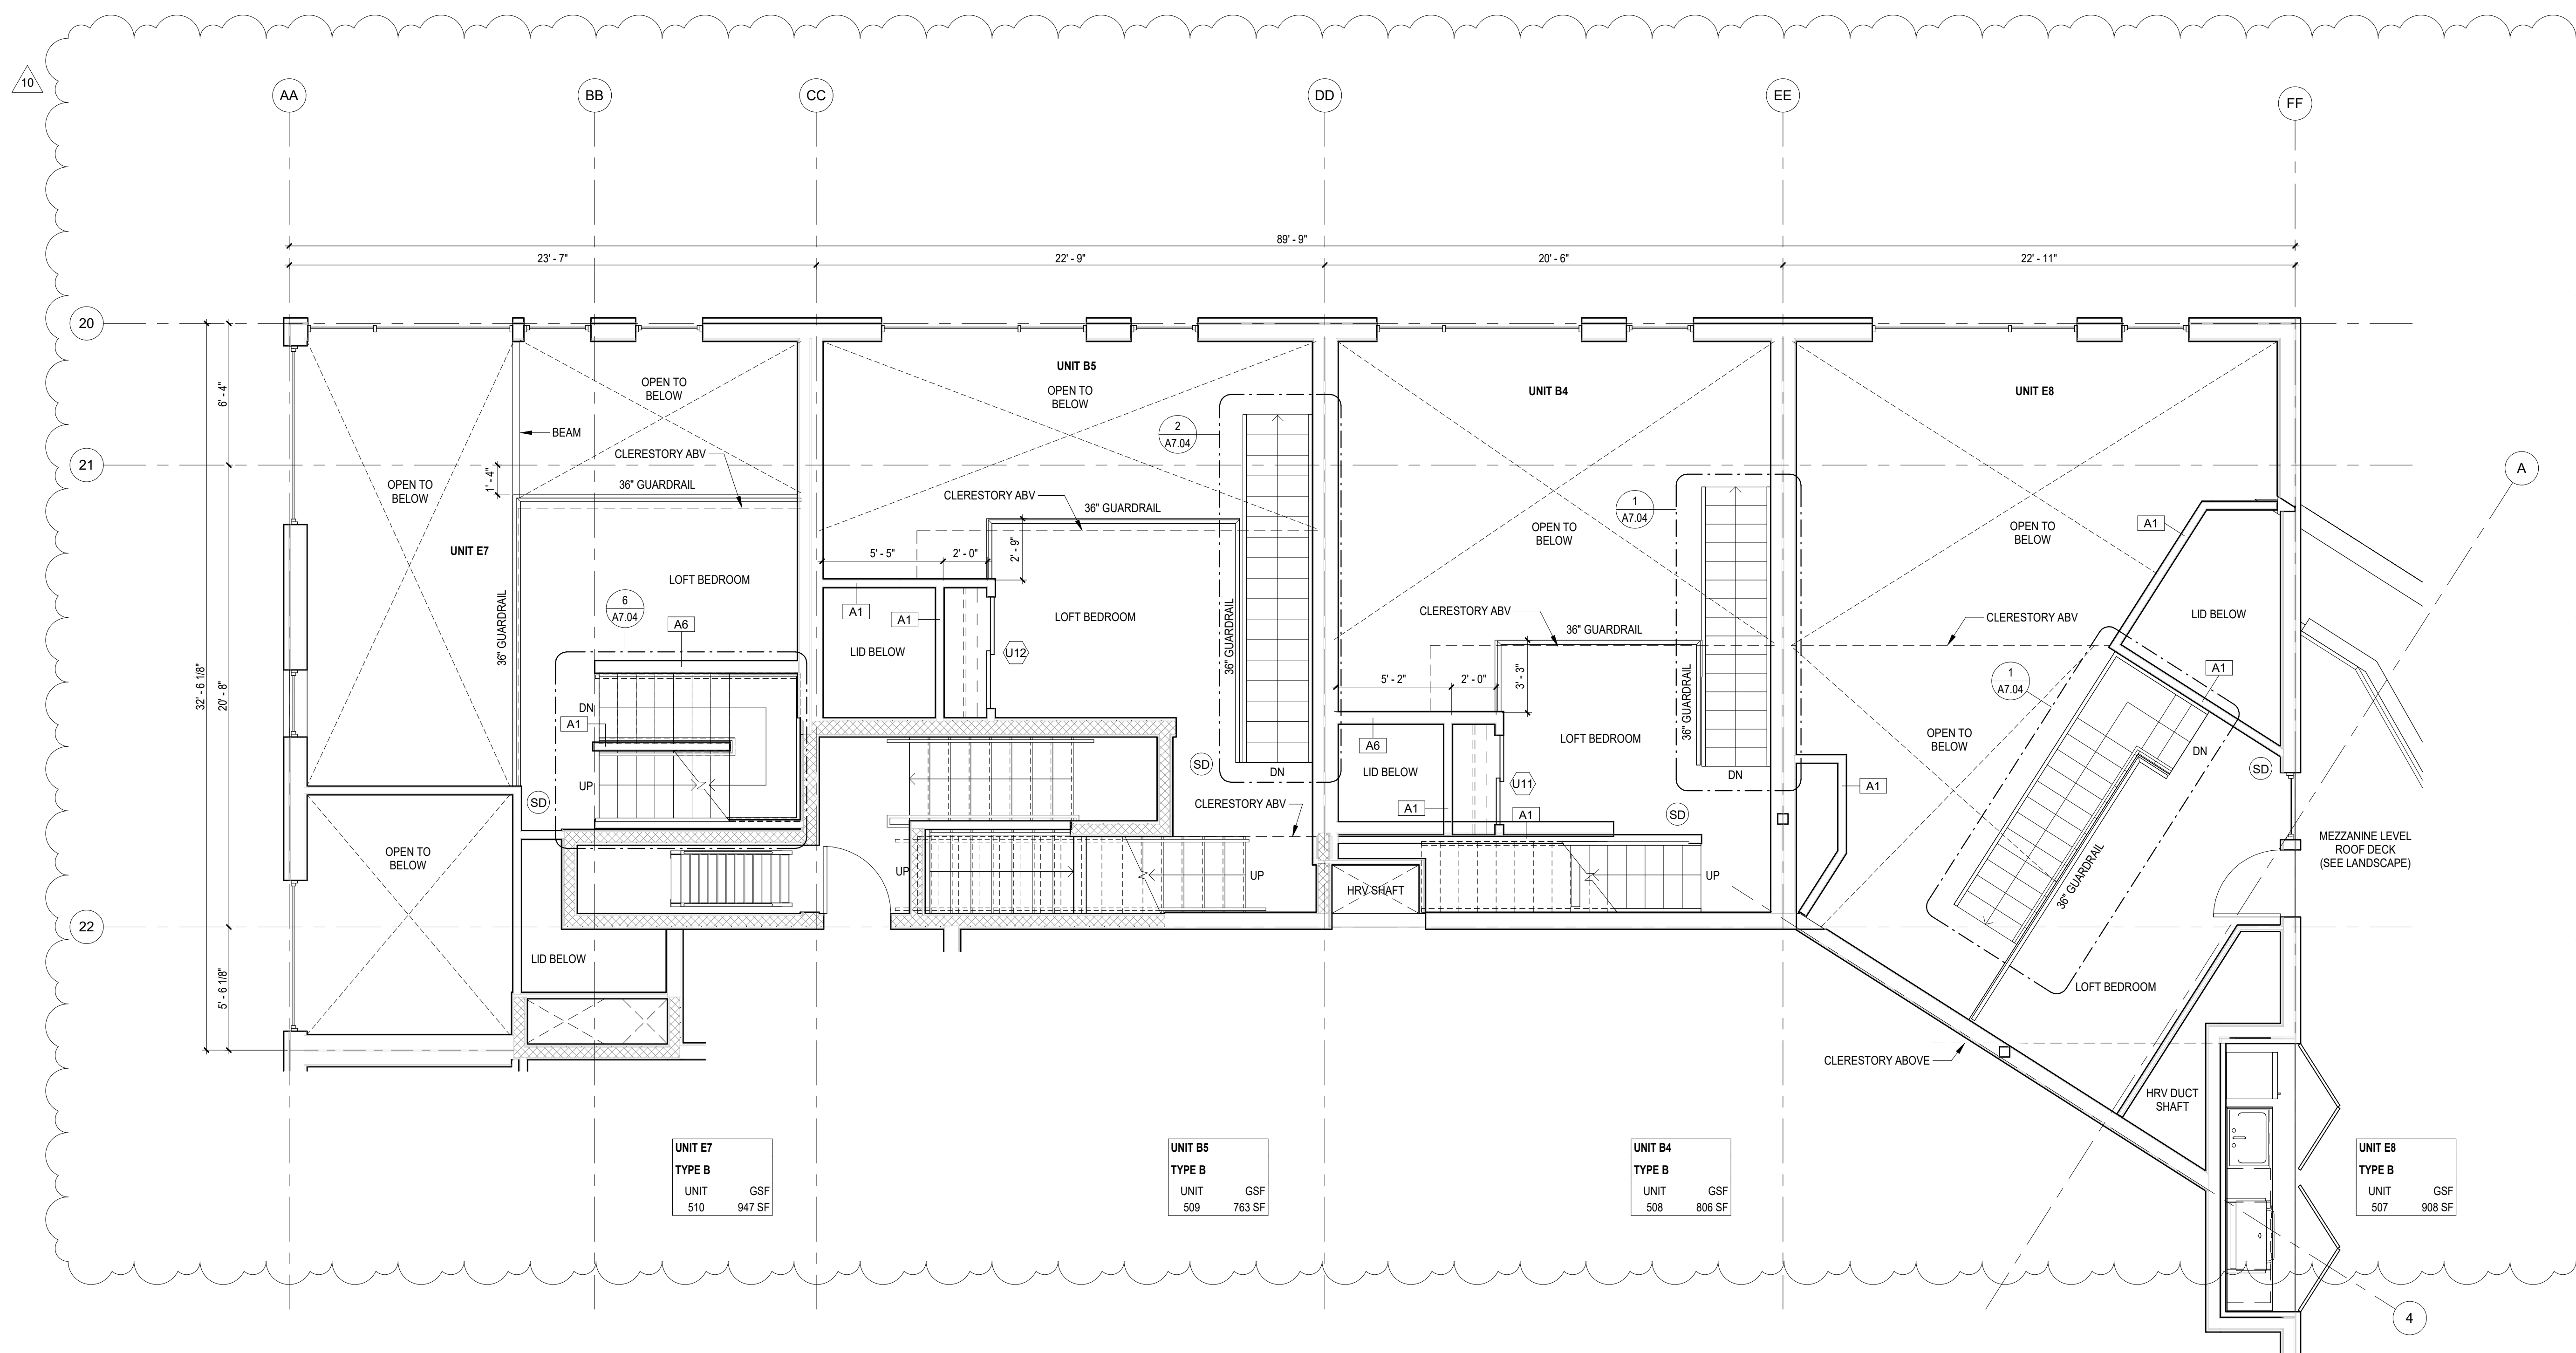 10
AA
BB
CC
DD
EE
FF
89' - 9"
23' - 7"
22' - 9"
20' - 6"
22' - 11"
20
21
22
A
4
32' - 6 1/8"
6' - 4"
20' - 8"
5' - 6 1/8"
1' - 4"
OPEN TO
BELOW
BEAM
CLERESTORY ABV
36" GUARDRAIL
OPEN TO
BELOW
UNIT E7
36" GUARDRAIL
LOFT BEDROOM
6
A7.04
A6
DN
A1
UP
SD
OPEN TO
BELOW
LID BELOW
UNIT B5
OPEN TO
BELOW
2
A7.04
CLERESTORY ABV
36" GUARDRAIL
5' - 5"
2' - 0"
2' - 9"
A1
A1
LID BELOW
U12
LOFT BEDROOM
36" GUARDRAIL
SD
DN
CLERESTORY ABV
UP
UP
UNIT B4
1
A7.04
OPEN TO
BELOW
CLERESTORY ABV
36" GUARDRAIL
5' - 2"
2' - 0"
3' - 3"
36" GUARDRAIL
A6
LID BELOW
A1
U11
A1
LOFT BEDROOM
DN
SD
HRV SHAFT
UP
UNIT E8
A1
OPEN TO
BELOW
CLERESTORY ABV
LID BELOW
1
A7.04
A1
OPEN TO
BELOW
DN
SD
A1
36" GUARDRAIL
MEZZANINE LEVEL
ROOF DECK
(SEE LANDSCAPE)
LOFT BEDROOM
CLERESTORY ABOVE
HRV DUCT
SHAFT
UNIT E7
TYPE B
UNIT GSF
510 947 SF
UNIT B5
TYPE B
UNIT GSF
509 763 SF
UNIT B4
TYPE B
UNIT GSF
508 806 SF
UNIT E8
TYPE B
UNIT GSF
507 908 SF